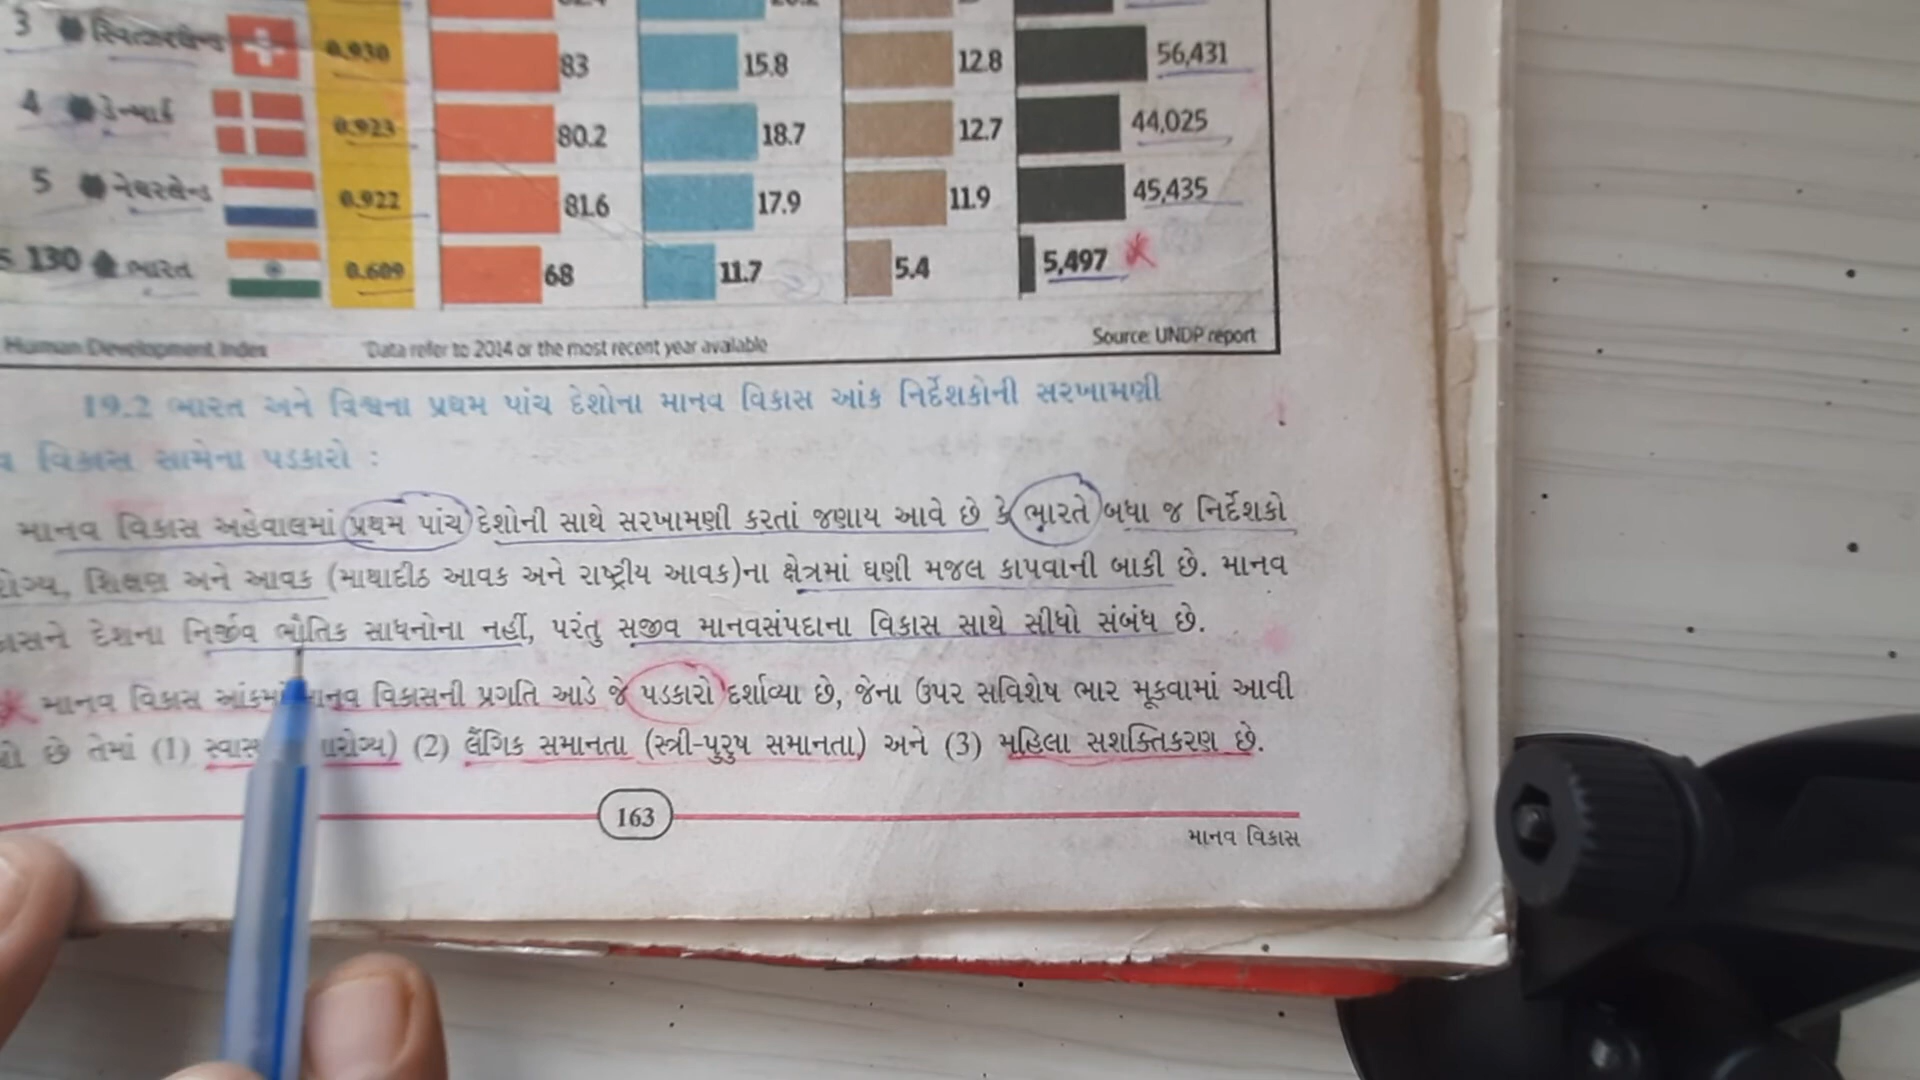 3 સ્વિત્ઝરલેન્ડ 0.930 83 15.8 12.8 56,431
4 ડેન્માર્ક 0.923 80.2 18.7 12.7 44,025
5 નેધરલેન્ડ 0.922 81.6 17.9 11.9 45,435
130 ભારત 0.609 68 11.7 5.4 5,497
Human Development Index *Data refer to 2014 or the most recent year available Source: UNDP report
19.2 ભારત અને વિશ્વના પ્રથમ પાંચ દેશોના માનવ વિકાસ આંક નિર્દેશકોની સરખામણી
વિકાસ સામેના પડકારો :
માનવ વિકાસ અહેવાલમાં પ્રથમ પાંચ દેશોની સાથે સરખામણી કરતાં જણાય આવે છે કે ભારતે બધા જ નિર્દેશકો
શિક્ષણ અને આવક (માથાદીઠ આવક અને રાષ્ટ્રીય આવક)ના ક્ષેત્રમાં ઘણી મજલ કાપવાની બાકી છે. માનવ
દેશના નિર્જીવ ભૌતિક સાધનોના નહીં, પરંતુ સજીવ માનવસંપદાના વિકાસ સાથે સીધો સંબંધ છે.
માનવ વિકાસ આંકમાં માનવ વિકાસની પ્રગતિ આડે જે પડકારો દર્શાવ્યા છે, જેના ઉપર સવિશેષ ભાર મૂકવામાં આવી
છે તેમાં (1) (2) લૈંગિક સમાનતા (સ્ત્રી-પુરુષ સમાનતા) અને (3) મહિલા સશક્તિકરણ છે.
163
માનવ વિકાસ